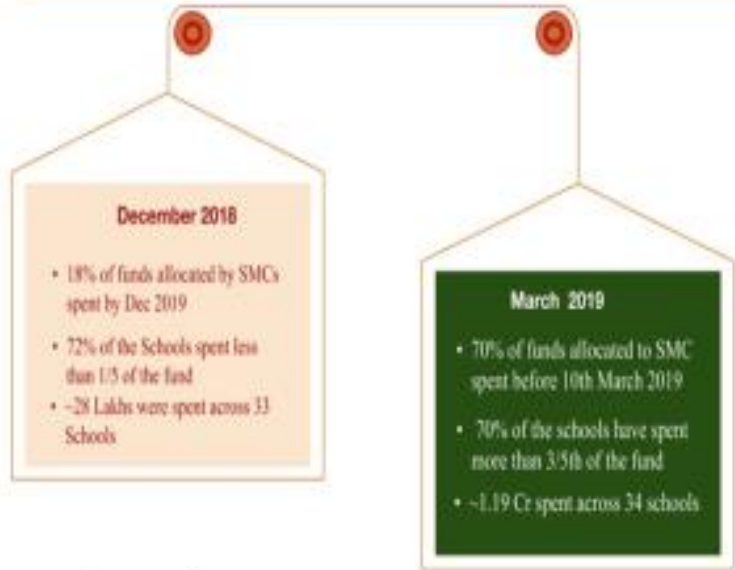 December 2018
• 18% of funds allocated by SMCs
spent by Dec 2019
• 72% of the Schools spent less
than 1/5 of the fund
• ~28 Lakhs were spent across 33
Schools
March 2019
• 70% of funds allocated to SMC
spent before 10th March 2019
• 70% of the schools have spent
more than 3/5th of the fund
• ~1.19 Cr spent across 34 schools